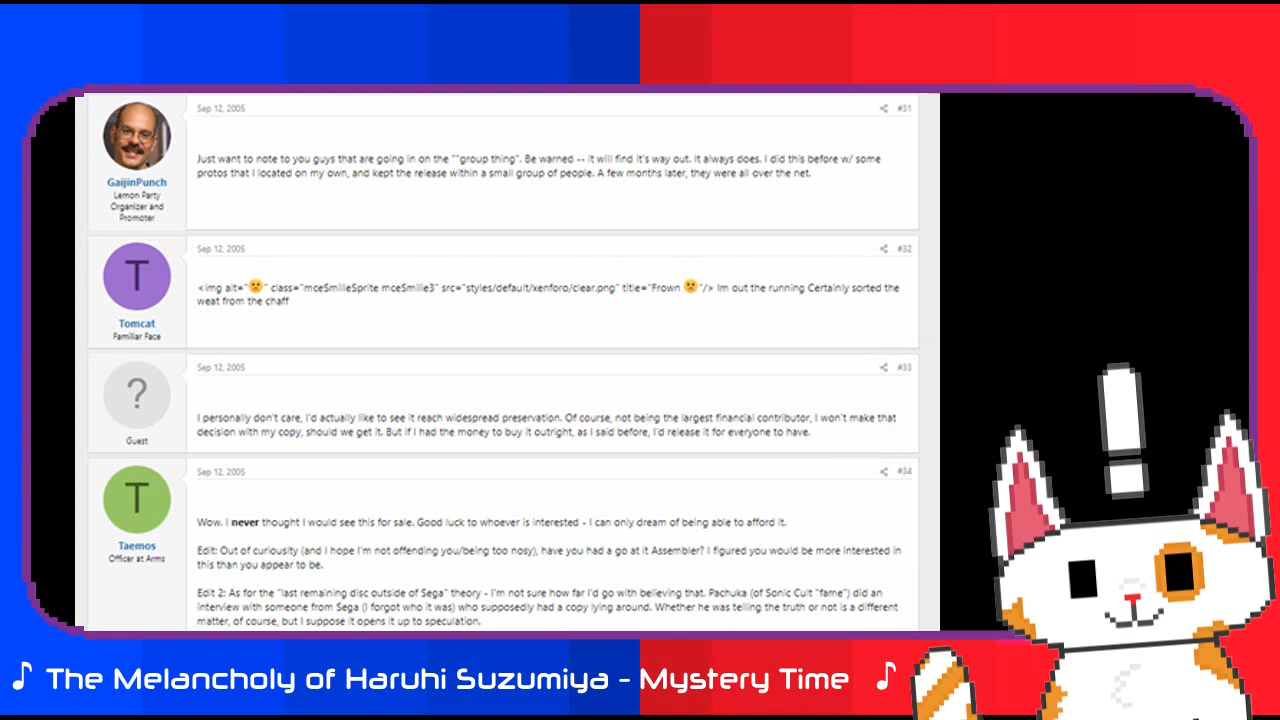 Sep 12, 2005
#31
Just want to note to you guys that are going in on the ""group thing". Be warned -- it will find it's way out. It always does. I did this before w/ some
protos that I located on my own, and kept the release within a small group of people. A few months later, they were all over the net.
GaijinPunch
Lemon Party
Organizer and
Promoter
Sep 12, 2005
#32
T
<img alt="🙁" class="mceSmilieSprite mceSmilie3" src="styles/default/xenforo/clear.png" title="Frown 🙁"/> Im out the running Certainly sorted the
weat from the chaff
Tomcat
Familiar Face
Sep 12, 2005
#33
?
I personally don't care, I'd actually like to see it reach widespread preservation. Of course, not being the largest financial contributor, I won't make that
decision with my copy, should we get it. But if I had the money to buy it outright, as I said before, I'd release it for everyone to have.
Guest
Sep 12, 2005
#34
T
Wow. I never thought I would see this for sale. Good luck to whoever is interested - I can only dream of being able to afford it.
Taemos
Officer at Arms
Edit: Out of curiosity (and I hope I'm not offending you/being too nosy), have you had a go at it Assembler? I figured you would be more interested in
this than you appear to be.
Edit 2: As for the "last remaining disc outside of Sega" theory - I'm not sure how far I'd go with believing that. Pachuka (of Sonic Cult "fame") did an
interview with someone from Sega (I forgot who it was) who supposedly had a copy lying around. Whether he was telling the truth or not is a different
matter, of course, but I suppose it opens it up to speculation.
!
♪ The Melancholy of Haruhi Suzumiya - Mystery Time ♪